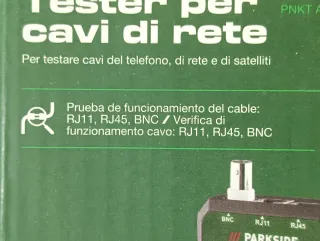 Tester per
cavi di rete
PNKT A
Per testare cavi del telefono, di rete e di satelliti
Prueba de funcionamiento del cable:
RJ11, RJ45, BNC / Verifica di
funzionamento cavo: RJ11, RJ45, BNC
BNC RJ11 RJ45
PARKSIDE